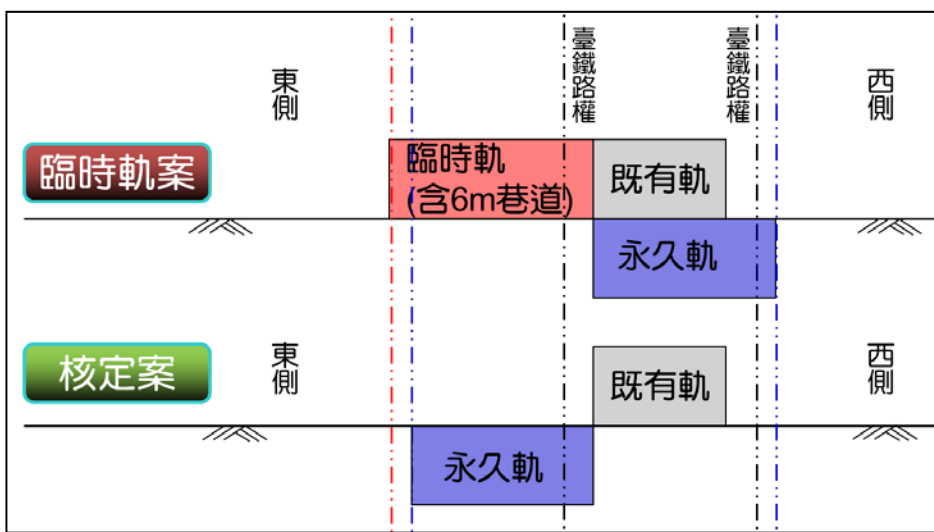 東側
臺鐵路權
臺鐵路權
西側
臨時軌案
臨時軌
(含6m巷道)
既有軌
永久軌
核定案
東側
既有軌
西側
永久軌